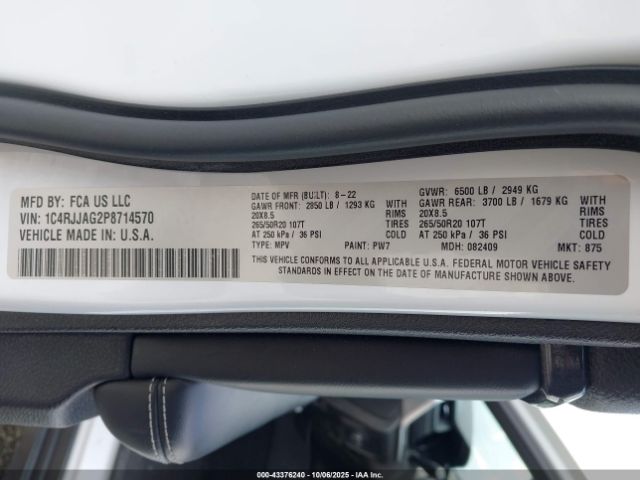 MFD BY: FCA US LLC
VIN: 1C4RJJAG2P8714570
VEHICLE MADE IN: U.S.A.
DATE OF MFR (BUILT): 8-22
GAWR FRONT: 2850 LB / 1293 KG
20X8.5 WITH RIMS
265/50R20 107T TIRES
AT 250 kPa / 36 PSI COLD
TYPE: MPV PAINT: PW7
GVWR: 6500 LB / 2949 KG
GAWR REAR: 3700 LB / 1679 KG
20X8.5 WITH RIMS
265/50R20 107T TIRES
AT 250 kPa / 36 PSI COLD
MDH: 082409 MKT: 875
THIS VEHICLE CONFORMS TO ALL APPLICABLE U.S.A. FEDERAL MOTOR VEHICLE SAFETY
STANDARDS IN EFFECT ON THE DATE OF MANUFACTURE SHOWN ABOVE.
000-43376240 - 10/06/2025 - IAA, Inc.